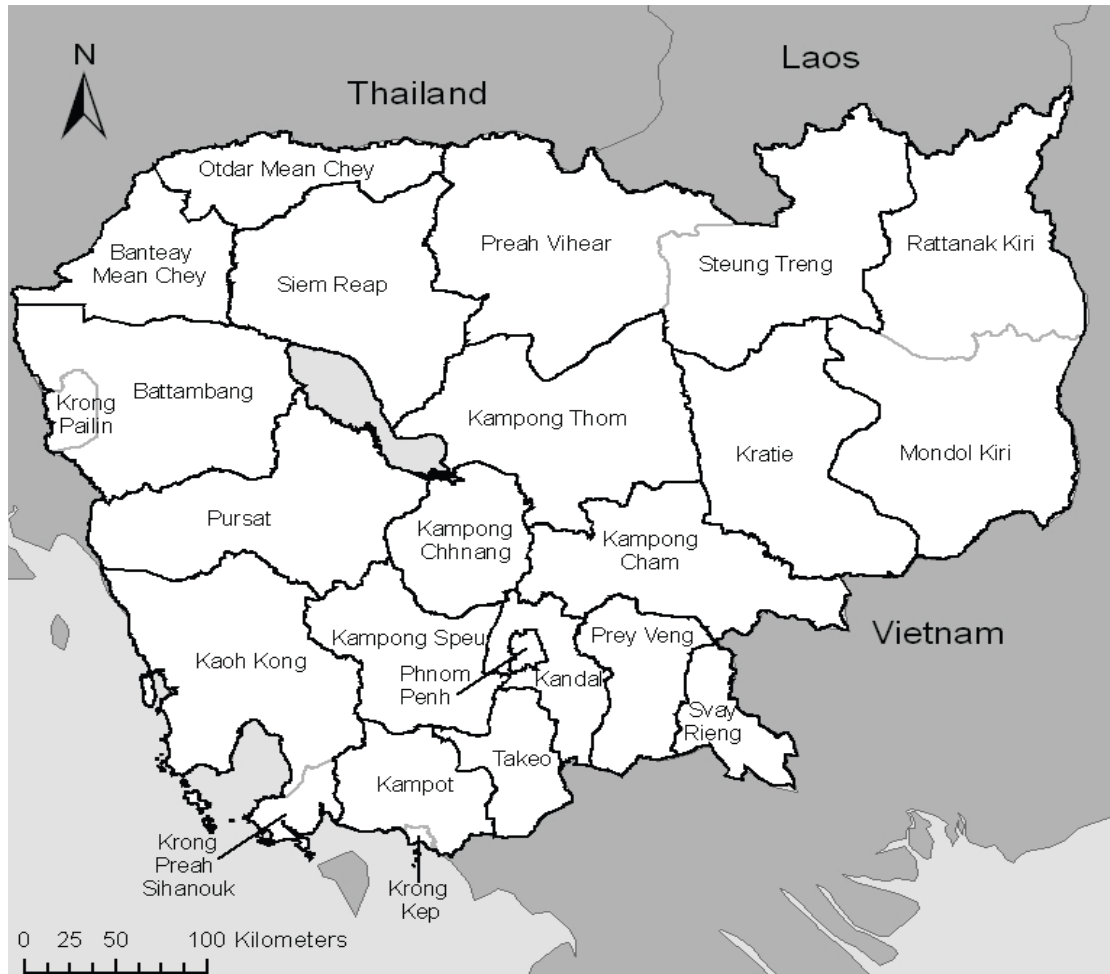 N
Laos
Thailand
Otdar Mean Chey
Preah Vihear
Rattanak Kiri
Banteay
Mean Chey
Steung Treng
Siem Reap
Battambang
Krong
Pailin
Kampong Thom
Kratie
Mondol Kiri
Pursat
Kampong
Chhnang
Kampong
Cham
Kampong Speu
Prey Veng
Vietnam
Kaoh Kong
Phnom
Penh
Kandal
Svay
Rieng
Takeo
Kampot
Krong
Preah
Sihanouk
Krong
Kep
0 25 50 100 Kilometers